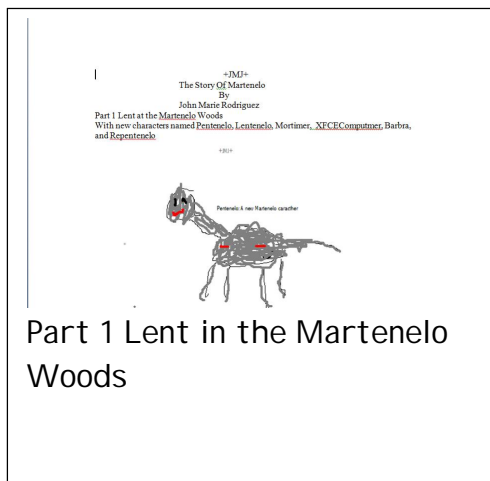 +JMJ+
The Story Of Martenelo
By
John Marie Rodriguez
Part 1 Lent at the Martenelo Woods
With new characters named Pentenelo, Lentenelo, Mortimer, XFCEComputmer, Barbra,
and Repentenelo
+JMJ+
Pentenelo: A new Martenelo caracther
Part 1 Lent in the Martenelo
Woods